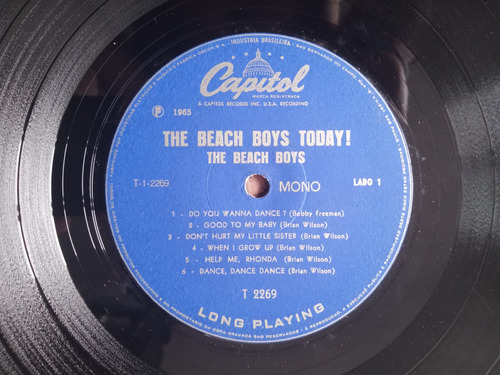 INDUSTRIA BRASILEIRA
Capitol
MARCA REGISTRADA
A CAPITOL RECORDS INC. U.S.A. RECORDING
P 1965
THE BEACH BOYS TODAY!
THE BEACH BOYS
T-1-2269
MONO
LADO 1
1 - DO YOU WANNA DANCE? (Bobby Freeman)
2 - GOOD TO MY BABY (Brian Wilson)
3 - DON'T HURT MY LITTLE SISTER (Brian Wilson)
4 - WHEN I GROW UP (Brian Wilson)
5 - HELP ME, RHONDA (Brian Wilson)
6 - DANCE, DANCE DANCE (Brian Wilson)
T 2269
LONG PLAYING